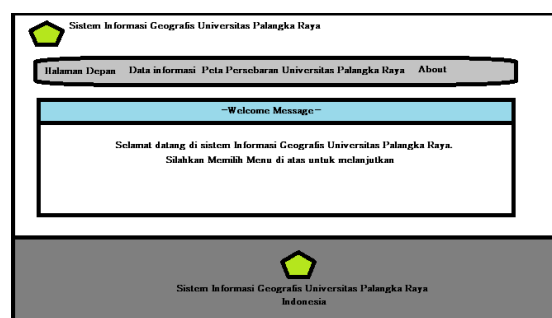 Sistem Informasi Geografis Universitas Palangka Raya
Halaman Depan Data informasi Peta Persebaran Universitas Palangka Raya About
-Welcome Message-
Selamat datang di sistem Informasi Geografis Universitas Palangka Raya.
Silahkan Memilih Menu di atas untuk melanjutkan
Sistem Informasi Geografis Universitas Palangka Raya
Indonesia